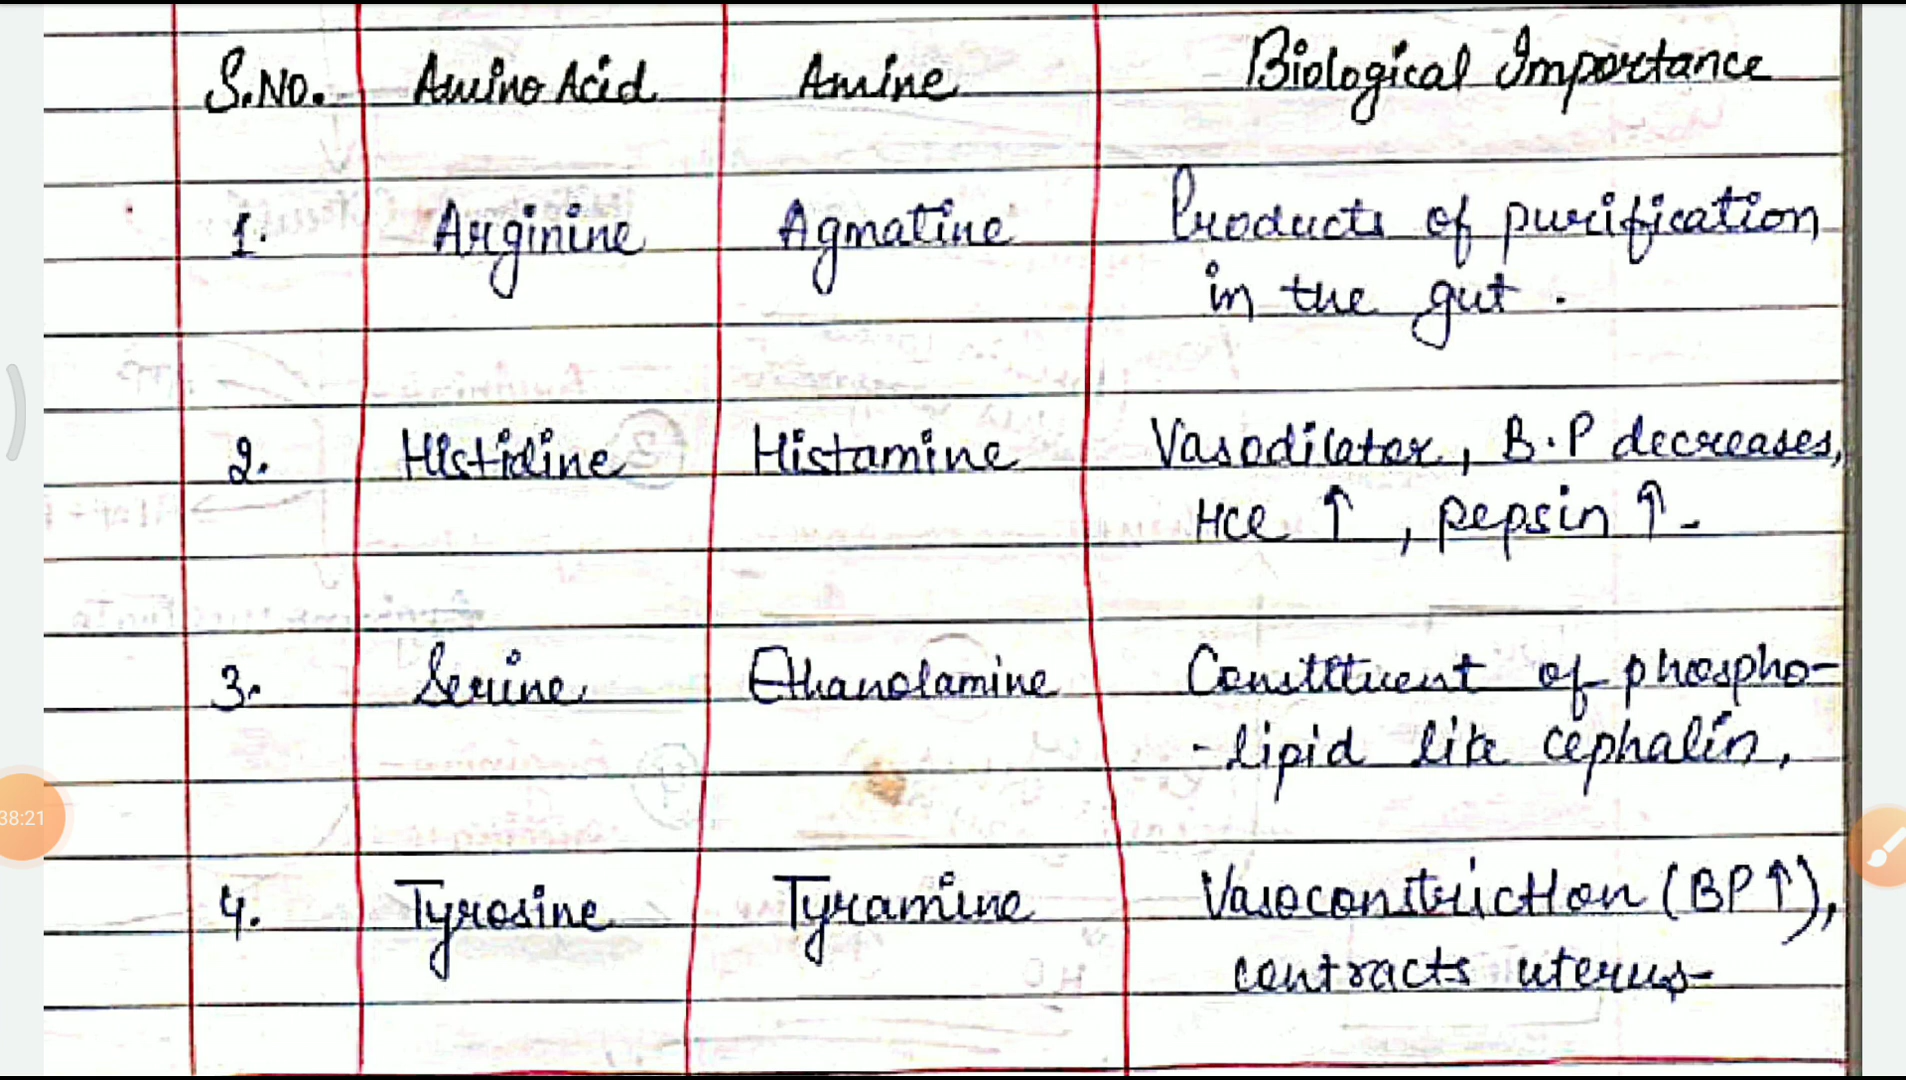 S.No. Amino Acid Amine Biological Importance
1. Arginine Agmatine Products of purification
in the gut.
2. Histidine Histamine Vasodilator, B.P decreases,
HCl ↑, pepsin ↑-
3. Serine Ethanolamine Constituent of phospho-
-lipid like cephalin,
38:21
4. Tyrosine Tyramine Vasoconstriction (BP↑),
contracts uterus-